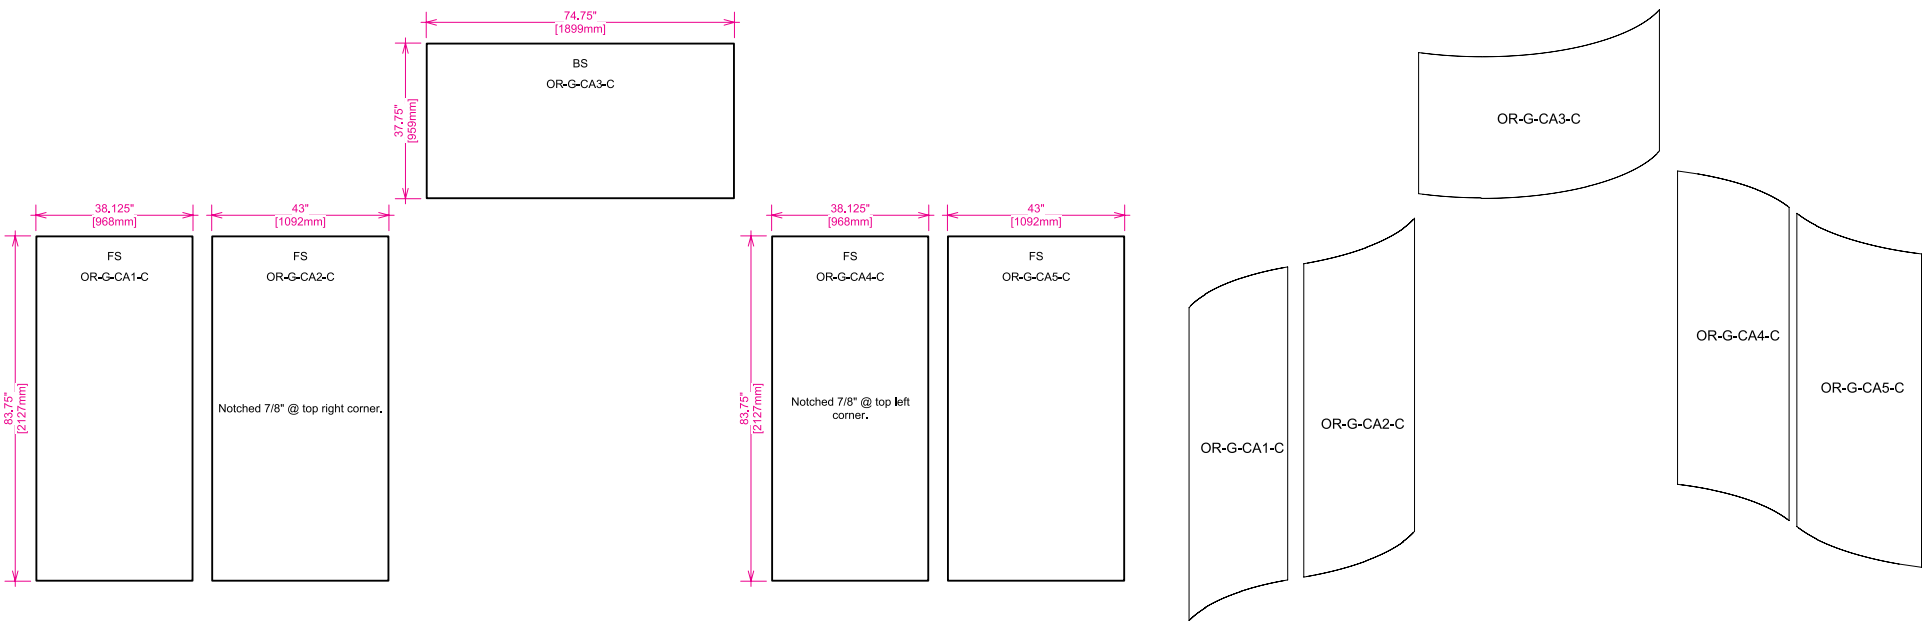 74.75"
[1899mm]
37.75"
[959mm]
BS
OR-G-CA3-C
38.125"
[968mm]
43"
[1092mm]
83.75"
[2127mm]
FS
OR-G-CA1-C
FS
OR-G-CA2-C
Notched 7/8" @ top right corner.
38.125"
[968mm]
43"
[1092mm]
83.75"
[2127mm]
FS
OR-G-CA4-C
Notched 7/8" @ top left
corner.
FS
OR-G-CA5-C
OR-G-CA3-C
OR-G-CA1-C
OR-G-CA2-C
OR-G-CA4-C
OR-G-CA5-C